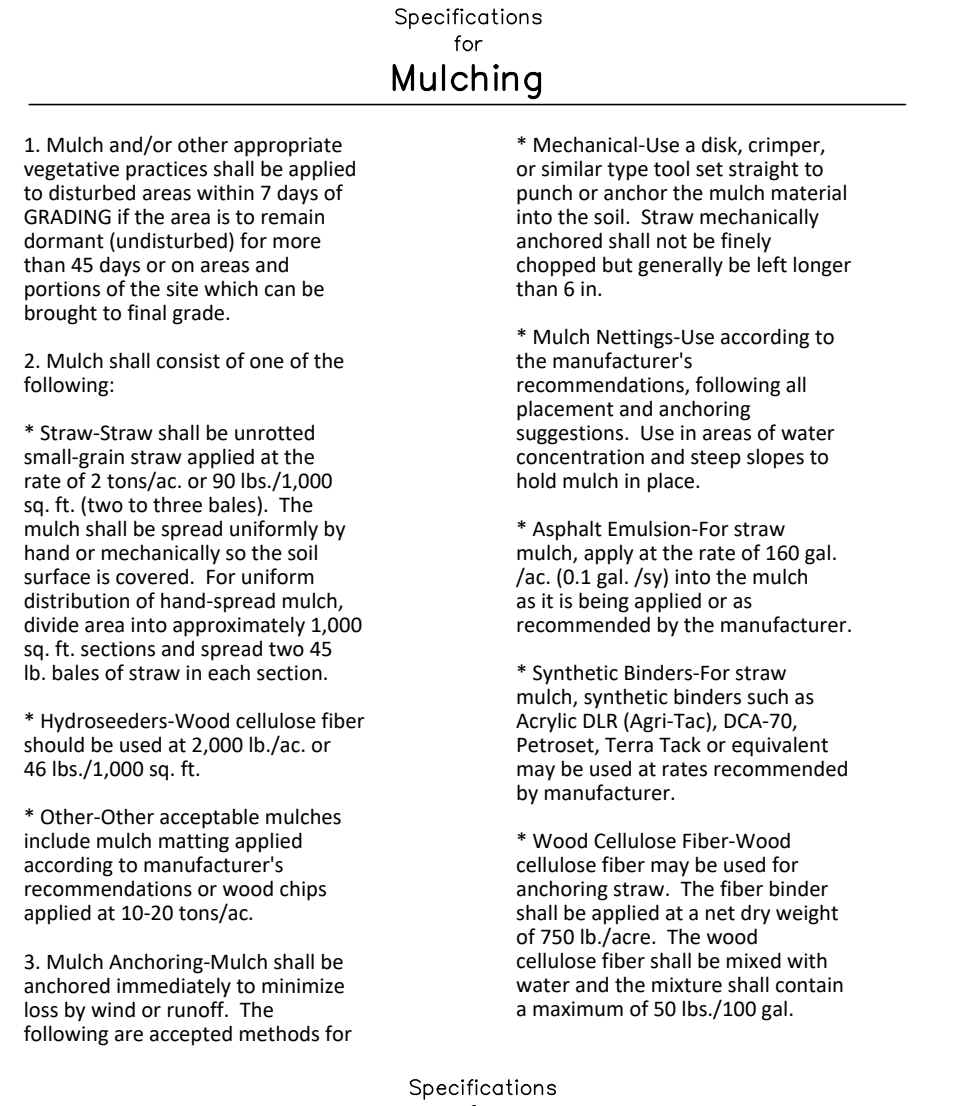 Specifications
for
Mulching
1. Mulch and/or other appropriate
vegetative practices shall be applied
to disturbed areas within 7 days of
GRADING if the area is to remain
dormant (undisturbed) for more
than 45 days or on areas and
portions of the site which can be
brought to final grade.
2. Mulch shall consist of one of the
following:
* Straw-Straw shall be unrotted
small-grain straw applied at the
rate of 2 tons/ac. or 90 lbs./1,000
sq. ft. (two to three bales).  The
mulch shall be spread uniformly by
hand or mechanically so the soil
surface is covered.  For uniform
distribution of hand-spread mulch,
divide area into approximately 1,000
sq. ft. sections and spread two 45
lb. bales of straw in each section.
* Hydroseeders-Wood cellulose fiber
should be used at 2,000 lb./ac. or
46 lbs./1,000 sq. ft.
* Other-Other acceptable mulches
include mulch matting applied
according to manufacturer's
recommendations or wood chips
applied at 10-20 tons/ac.
3. Mulch Anchoring-Mulch shall be
anchored immediately to minimize
loss by wind or runoff.  The
following are accepted methods for
* Mechanical-Use a disk, crimper,
or similar type tool set straight to
punch or anchor the mulch material
into the soil.  Straw mechanically
anchored shall not be finely
chopped but generally be left longer
than 6 in.
* Mulch Nettings-Use according to
the manufacturer's
recommendations, following all
placement and anchoring
suggestions.  Use in areas of water
concentration and steep slopes to
hold mulch in place.
* Asphalt Emulsion-For straw
mulch, apply at the rate of 160 gal.
/ac. (0.1 gal. /sy) into the mulch
as it is being applied or as
recommended by the manufacturer.
* Synthetic Binders-For straw
mulch, synthetic binders such as
Acrylic DLR (Agri-Tac), DCA-70,
Petroset, Terra Tack or equivalent
may be used at rates recommended
by manufacturer.
* Wood Cellulose Fiber-Wood
cellulose fiber may be used for
anchoring straw.  The fiber binder
shall be applied at a net dry weight
of 750 lb./acre.  The wood
cellulose fiber shall be mixed with
water and the mixture shall contain
a maximum of 50 lbs./100 gal.
Specifications